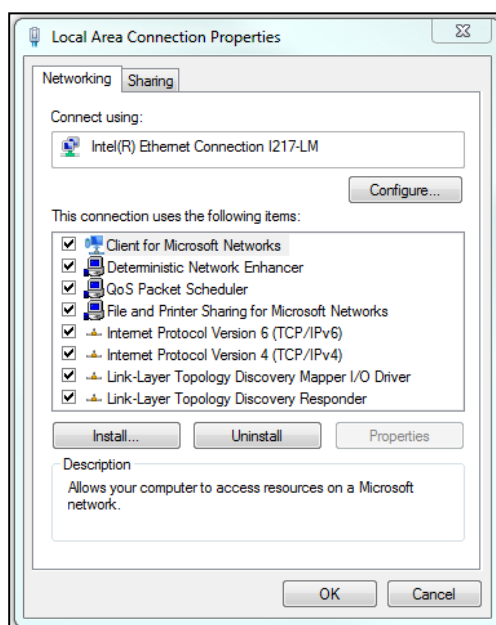 Local Area Connection Properties
Networking
Sharing
Connect using:
Intel(R) Ethernet Connection I217-LM
Configure...
This connection uses the following items:
Client for Microsoft Networks
Deterministic Network Enhancer
QoS Packet Scheduler
File and Printer Sharing for Microsoft Networks
Internet Protocol Version 6 (TCP/IPv6)
Internet Protocol Version 4 (TCP/IPv4)
Link-Layer Topology Discovery Mapper I/O Driver
Link-Layer Topology Discovery Responder
Install...
Uninstall
Properties
Description
Allows your computer to access resources on a Microsoft
network.
OK
Cancel